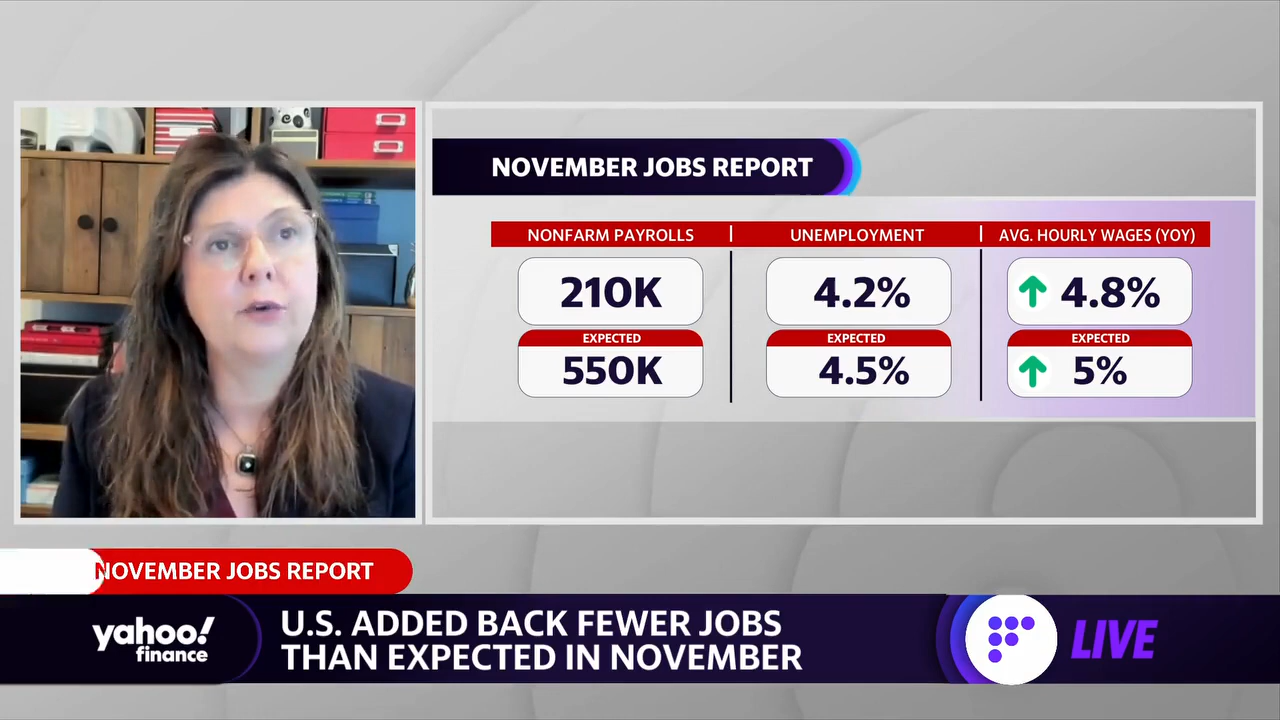 NOVEMBER JOBS REPORT
NONFARM PAYROLLS
UNEMPLOYMENT
AVG. HOURLY WAGES (YOY)
210K
4.2%
4.8%
EXPECTED
EXPECTED
EXPECTED
550K
4.5%
5%
NOVEMBER JOBS REPORT
yahoo!
finance
U.S. ADDED BACK FEWER JOBS
THAN EXPECTED IN NOVEMBER
LIVE